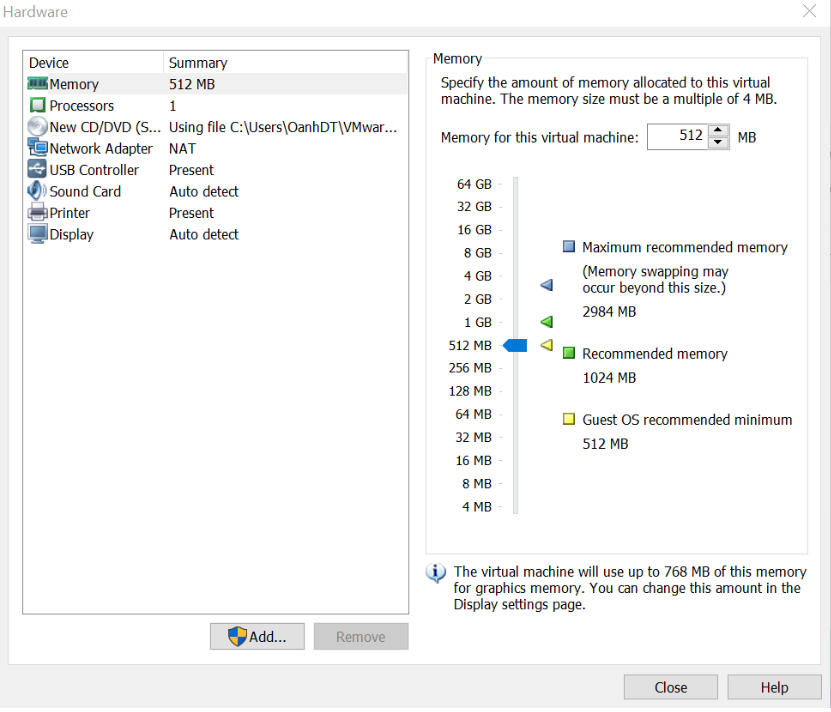 Hardware
Device Summary
Memory 512 MB
Processors 1
New CD/DVD (S... Using file C:\Users\OanhDT\VMwar...
Network Adapter NAT
USB Controller Present
Sound Card Auto detect
Printer Present
Display Auto detect
Add...
Remove
Memory
Specify the amount of memory allocated to this virtual
machine. The memory size must be a multiple of 4 MB.
Memory for this virtual machine: 512 MB
64 GB
32 GB
16 GB
8 GB
4 GB
2 GB
1 GB
512 MB
256 MB
128 MB
64 MB
32 MB
16 MB
8 MB
4 MB
Maximum recommended memory
(Memory swapping may
occur beyond this size.)
2984 MB
Recommended memory
1024 MB
Guest OS recommended minimum
512 MB
The virtual machine will use up to 768 MB of this memory
for graphics memory. You can change this amount in the
Display settings page.
Close
Help